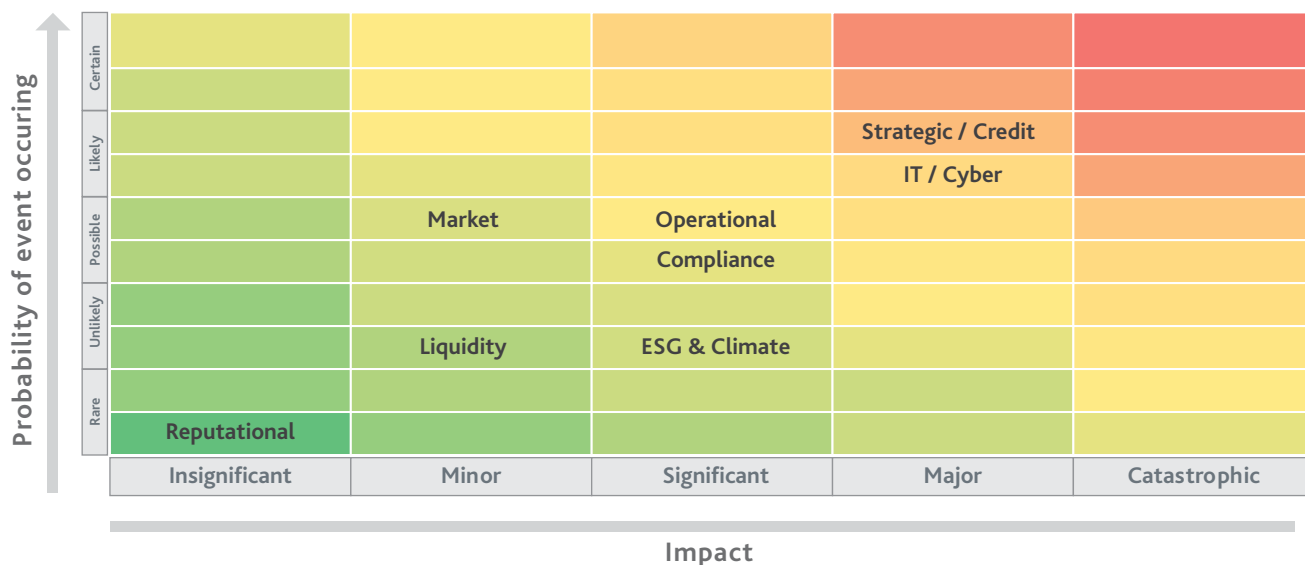 Probability of event occuring
Certain
Likely
Strategic / Credit
IT / Cyber
Possible
Market
Operational
Compliance
Unlikely
Liquidity
ESG & Climate
Rare
Reputational
Insignificant
Minor
Significant
Major
Catastrophic
Impact